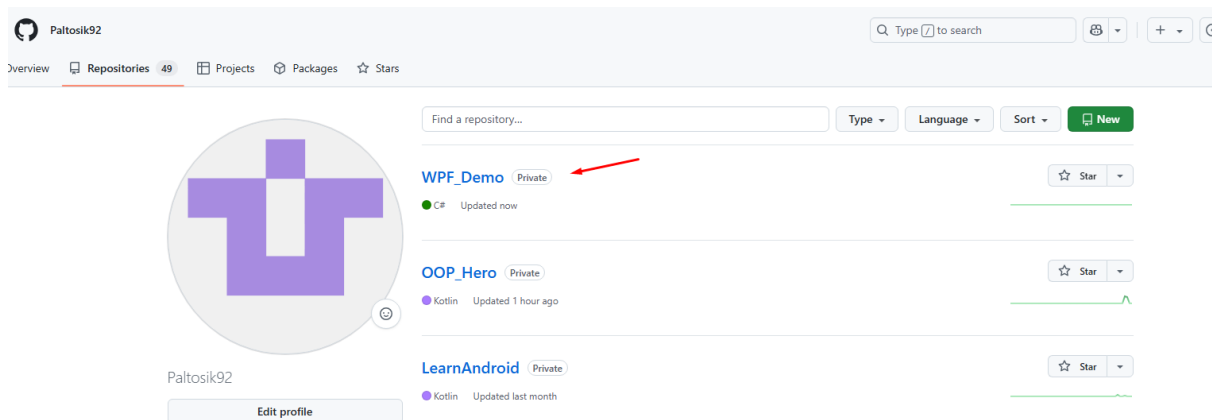 Paltosik92
Type / to search
Overview Repositories 49 Projects Packages Stars
Find a repository...
Type Language Sort New
WPF_Demo Private
Star
C# Updated now
OOP_Hero Private
Star
Kotlin Updated 1 hour ago
LearnAndroid Private
Star
Kotlin Updated last month
Paltosik92
Edit profile